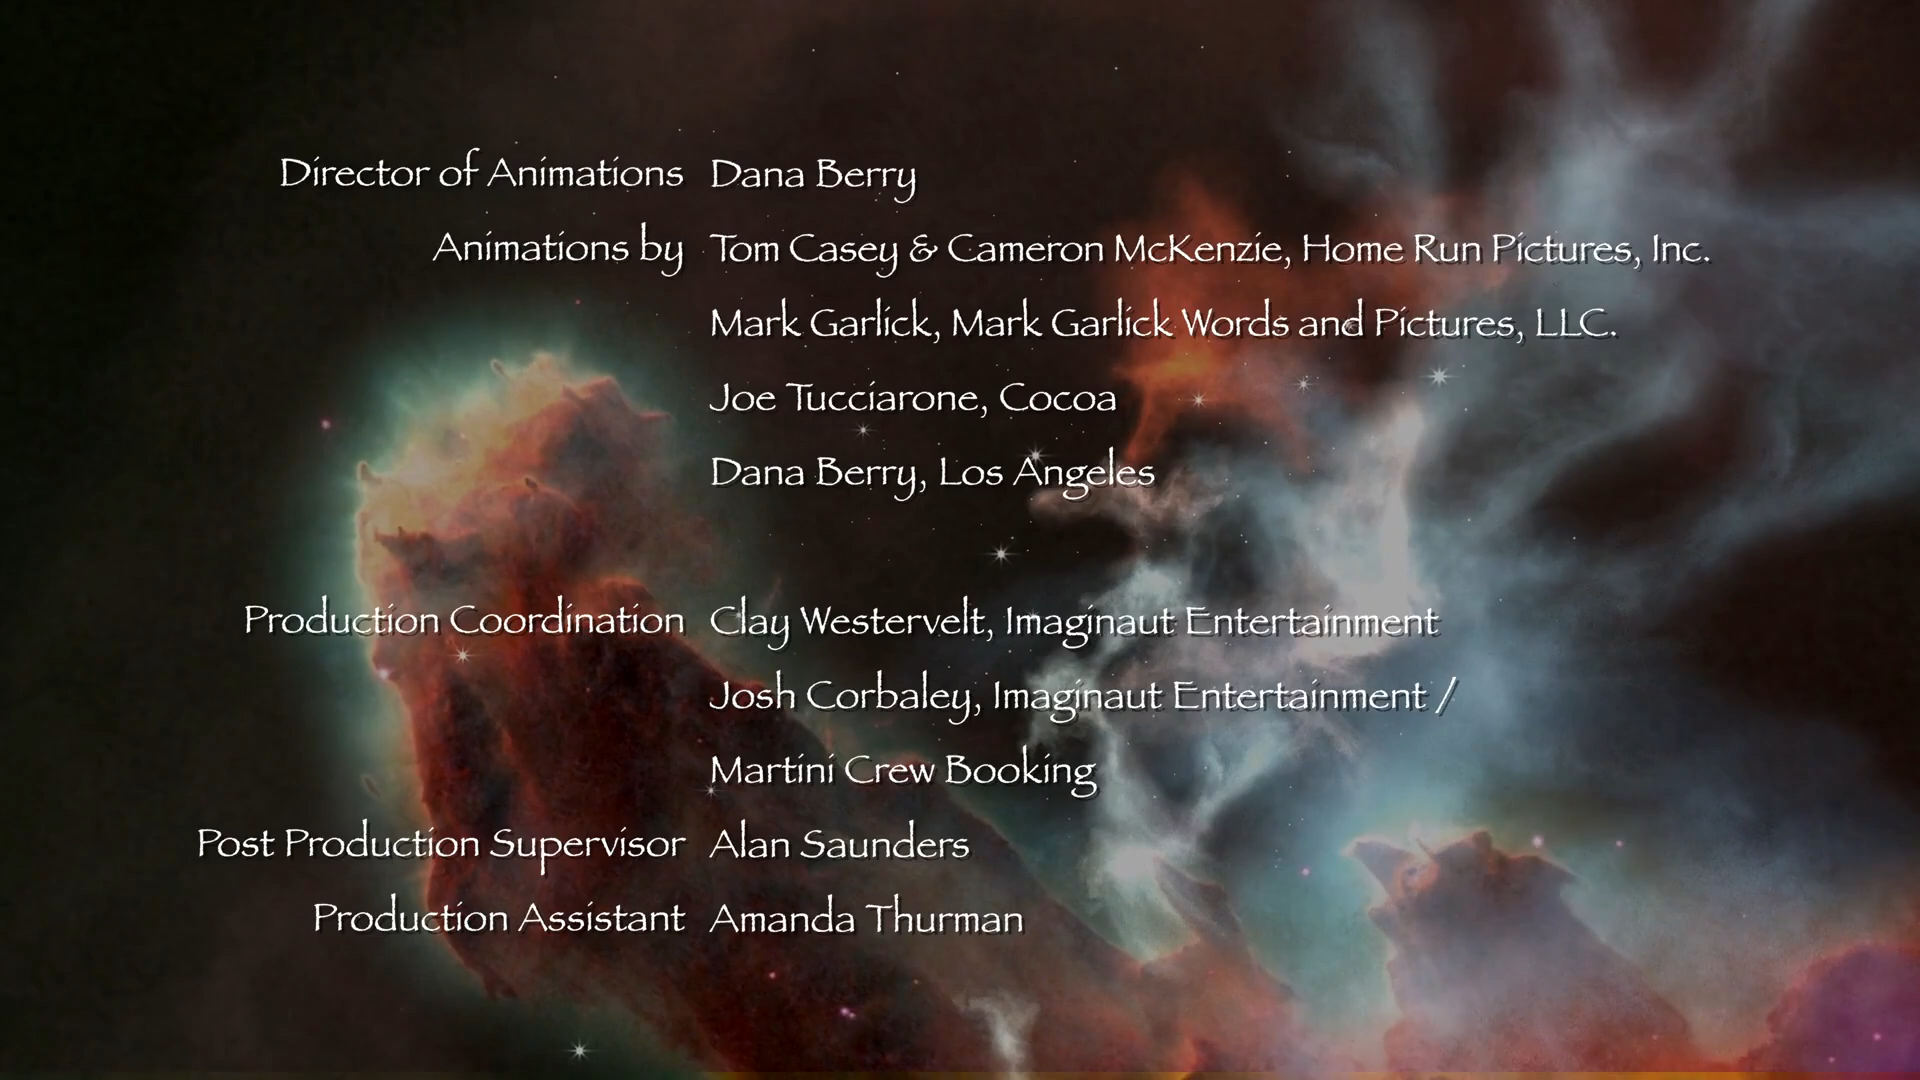 Director of Animations Dana Berry
Animations by Tom Casey & Cameron McKenzie, Home Run Pictures, Inc.
Mark Garlick, Mark Garlick Words and Pictures, LLC.
Joe Tucciarone, Cocoa
Dana Berry, Los Angeles
Production Coordination Clay Westervelt, Imaginaut Entertainment
Josh Corbaley, Imaginaut Entertainment /
Martini Crew Booking
Post Production Supervisor Alan Saunders
Production Assistant Amanda Thurman